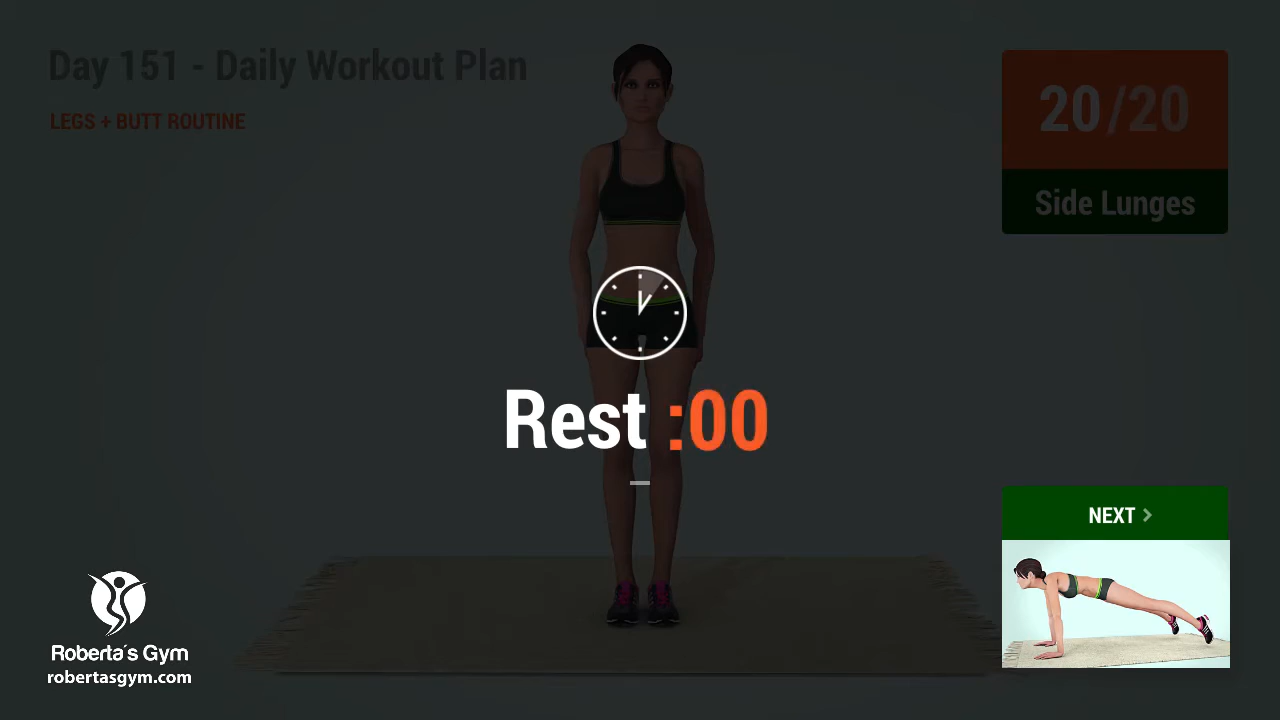 Day 151 - Daily Workout Plan
LEGS + BUTT ROUTINE
20/20
Side Lunges
Rest :00
NEXT >
Roberta's Gym
robertasgym.com